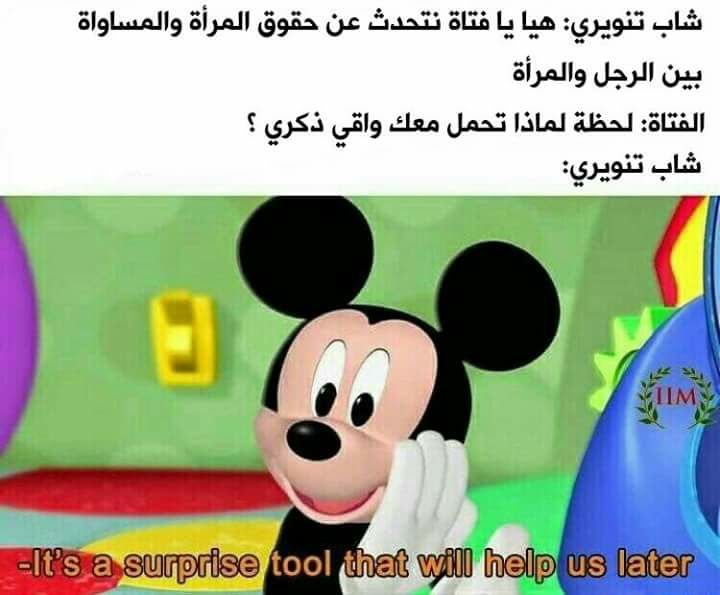 شاب تنويري: هيا يا فتاة نتحدث عن حقوق المرأة والمساواة
بين الرجل والمرأة
الفتاة: لحظة لماذا تحمل معك واقي ذكري ؟
شاب تنويري:
IIM
-It's a surprise tool that will help us later